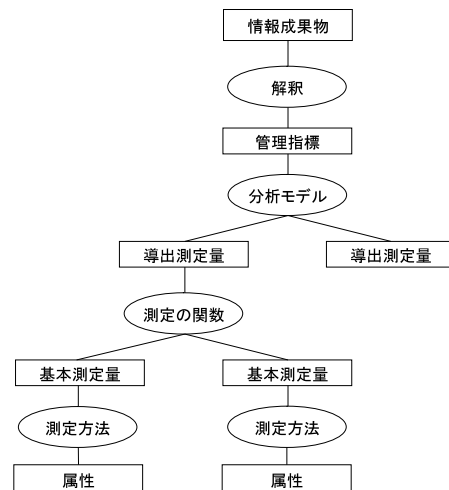 情報成果物
解釈
管理指標
分析モデル
導出測定量
導出測定量
測定の関数
基本測定量
基本測定量
測定方法
測定方法
属性
属性